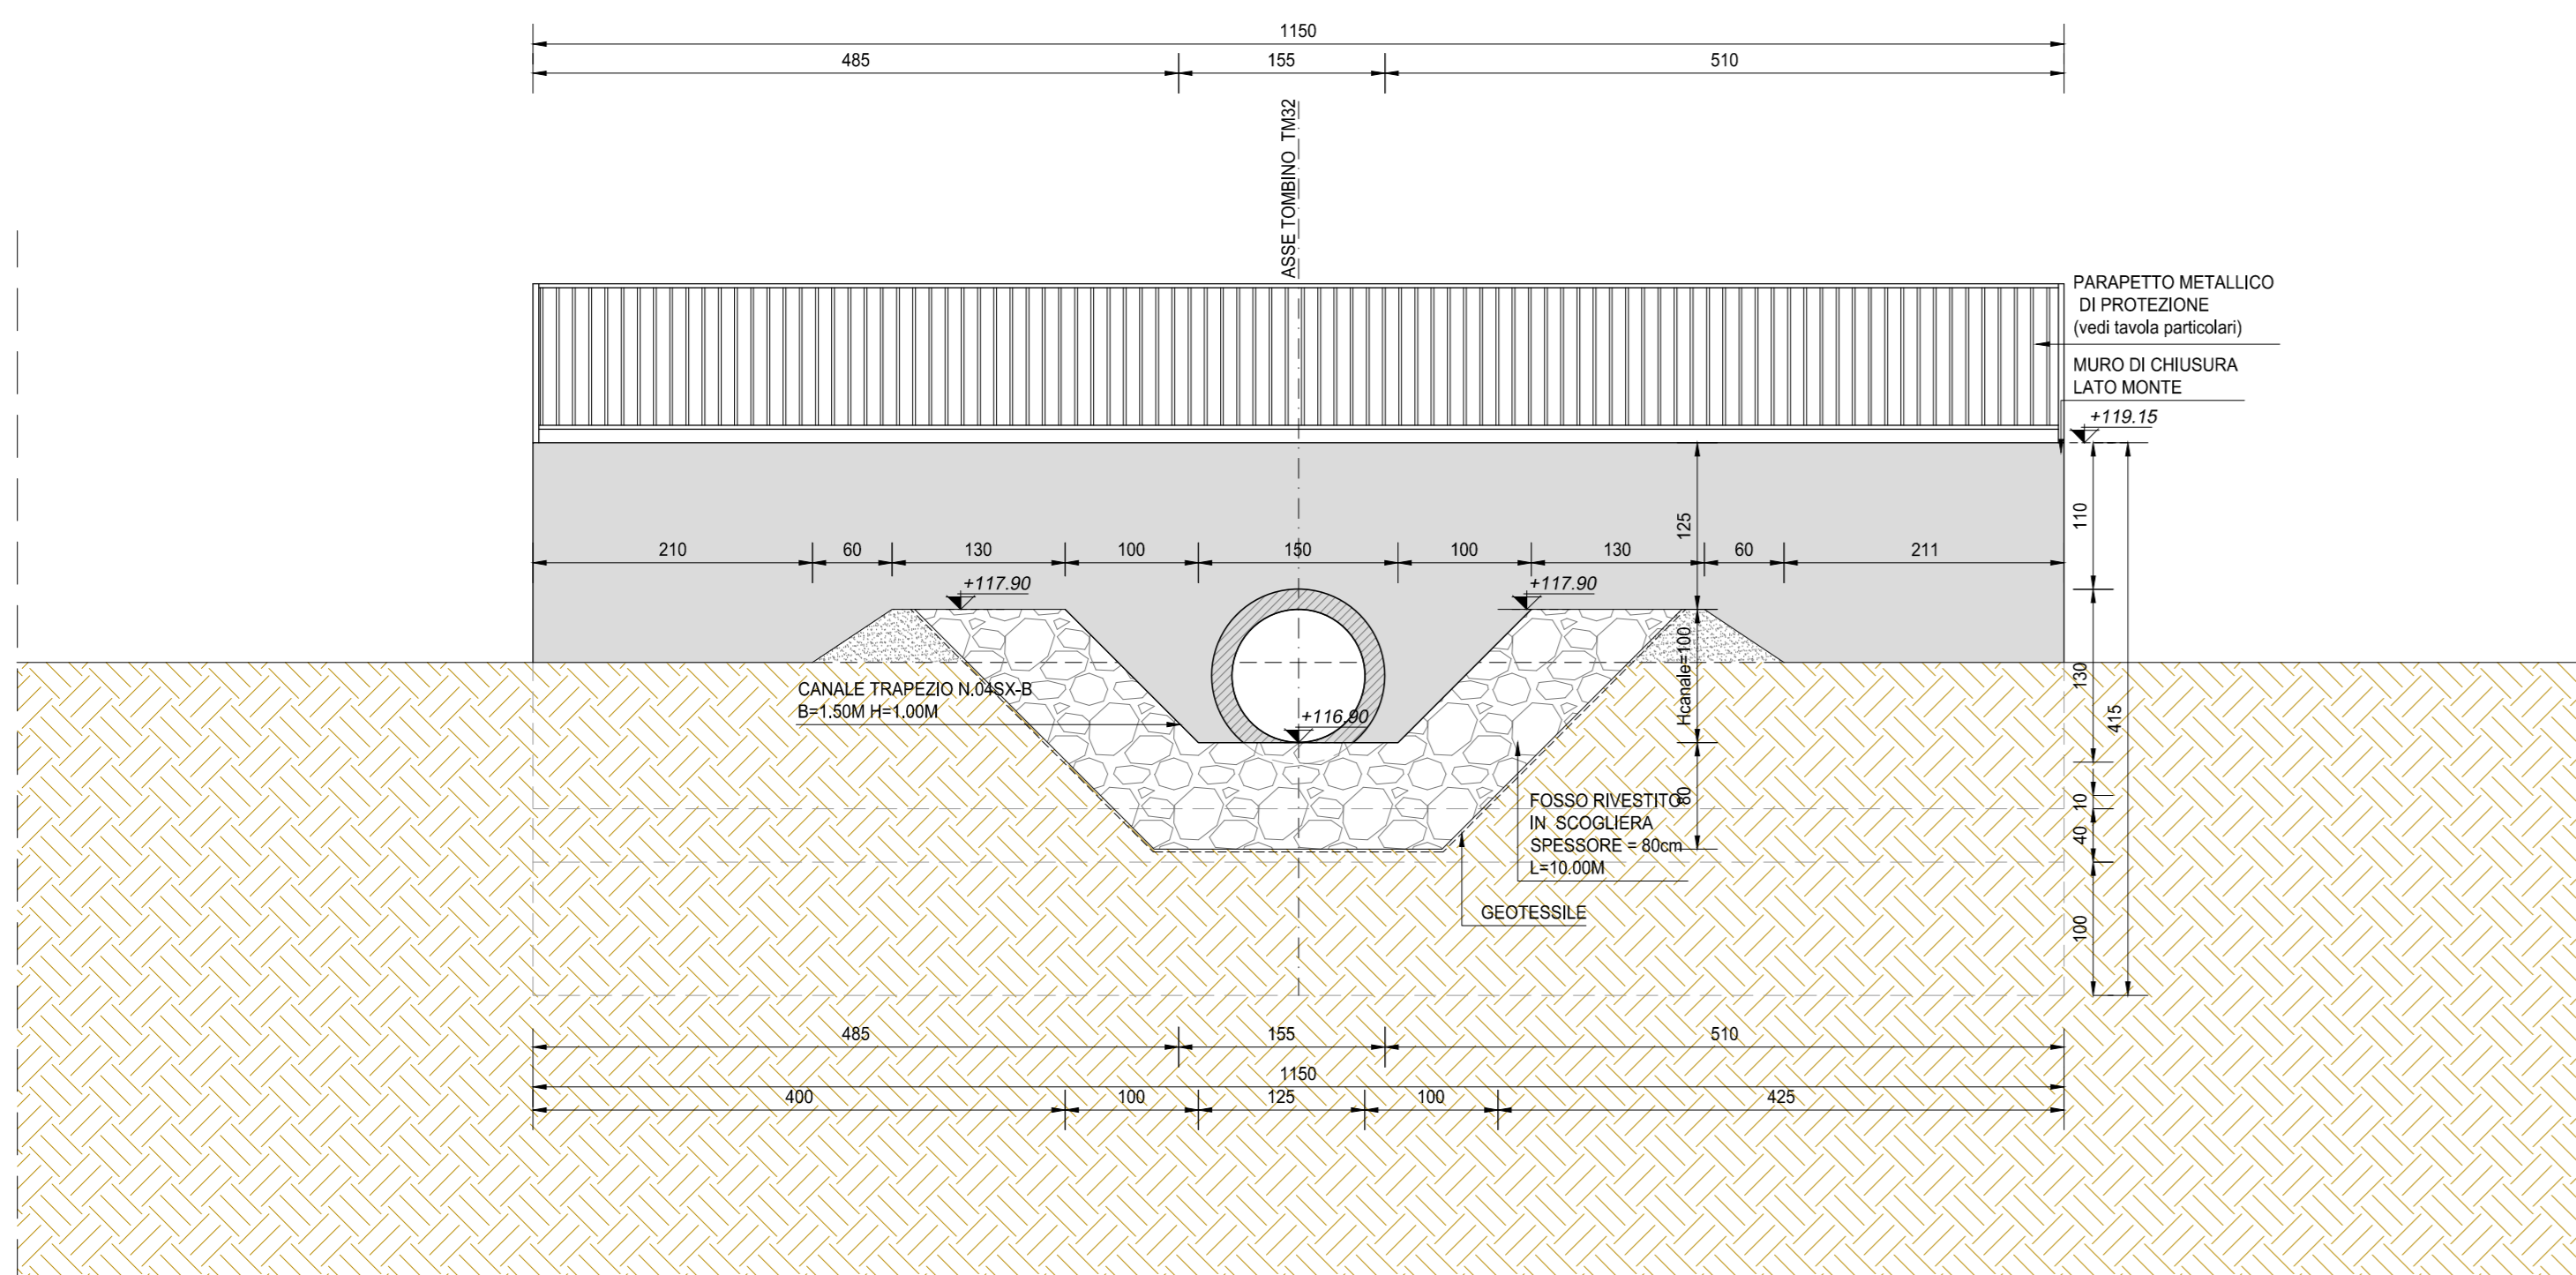 1150
485 155 510
ASSE TOMBINO TM32
PARAPETTO METALLICO
DI PROTEZIONE
(vedi tavola particolari)
MURO DI CHIUSURA
LATO MONTE
+119.15
125
110
210 60 130 100 150 100 130 60 211
+117.90
+117.90
Hcanale=100
130
CANALE TRAPEZIO N.04SX-B
B=1.50M H=1.00M
+116.90
415
80
10
FOSSO RIVESTITO
IN SCOGLIERA
SPESSORE = 80cm
L=10.00M
40
GEOTESSILE
100
485 155 510
1150
400 100 125 100 425